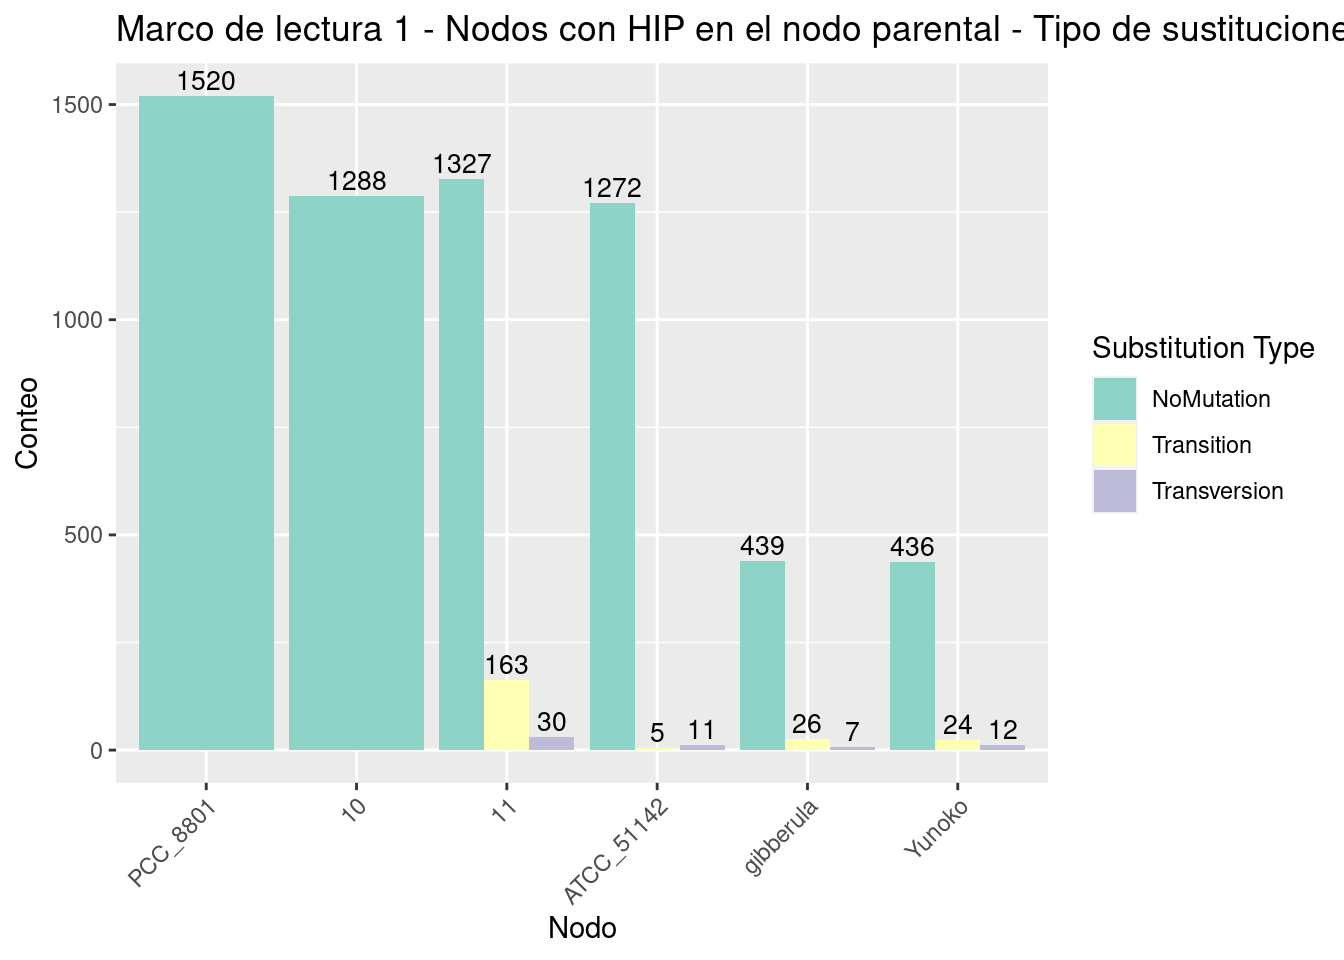 Marco de lectura 1 - Nodos con HIP en el nodo parental - Tipo de sustitucione
1520
1288
1327
163
30
1272
5
11
439
26
7
436
24
12
1500
1000
500
0
Conteo
PCC_8801
10
11
ATCC_51142
gibberula
Yunoko
Nodo
Substitution Type
NoMutation
Transition
Transversion